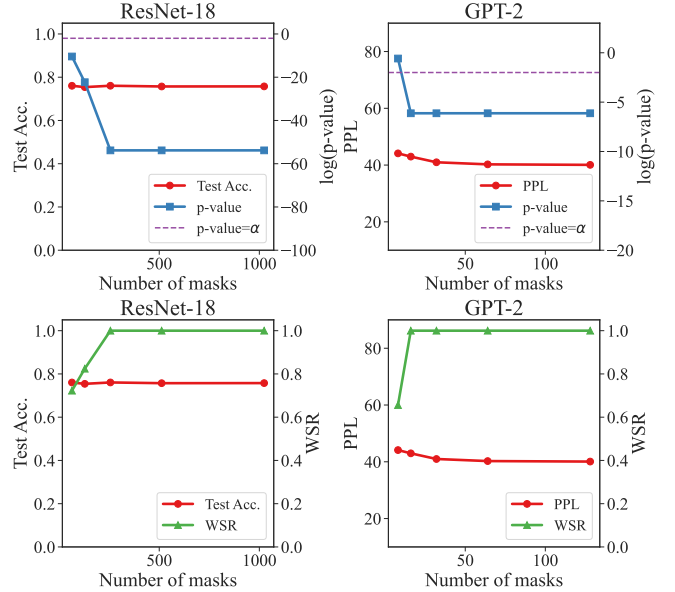 ResNet-18
1.0
0.8
0.6
0.4
0.2
0.0
Test Acc.
0
−20
−40
−60
−80
−100
log(p-value)
Test Acc.
p-value
p-value=α
500
1000
Number of masks
GPT-2
80
60
40
20
PPL
0
−5
−10
−15
−20
log(p-value)
PPL
p-value
p-value=α
50
100
Number of masks
ResNet-18
1.0
0.8
0.6
0.4
0.2
0.0
Test Acc.
1.0
0.8
0.6
0.4
0.2
0.0
WSR
Test Acc.
WSR
500
1000
Number of masks
GPT-2
80
60
40
20
PPL
1.0
0.8
0.6
0.4
0.2
0.0
WSR
PPL
WSR
50
100
Number of masks